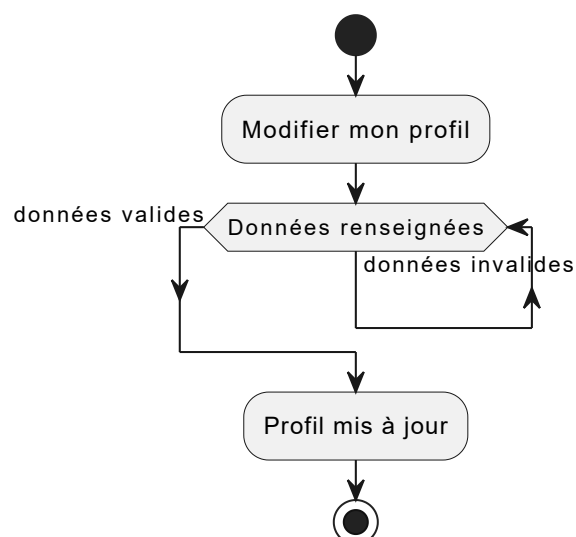 Modifier mon profil
données valides
Données renseignées
données invalides
Profil mis à jour